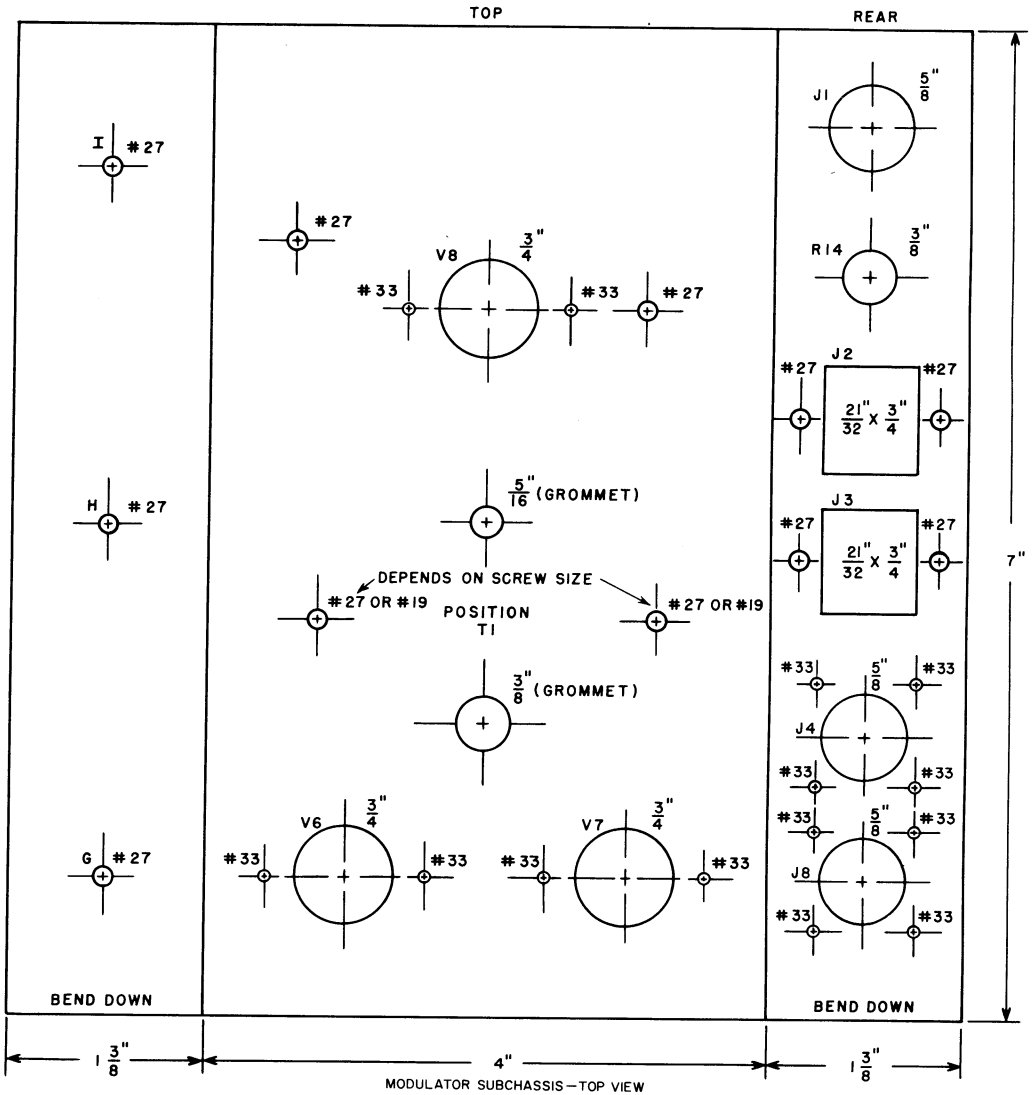 TOP
REAR
J1
5/8"
I
#27
#27
V8
3/4"
R14
3/8"
#33
#33
#27
J2
#27
#27
21/32" X 3/4"
5/16" (GROMMET)
H
#27
J3
#27
#27
21/32" X 3/4"
7"
DEPENDS ON SCREW SIZE
#27 OR #19
POSITION
T1
#27 OR #19
3/8" (GROMMET)
#33
5/8"
#33
J4
#33
#33
V6
3/4"
V7
3/4"
#33
5/8"
#33
G
#27
#33
#33
#33
#33
J8
#33
#33
BEND DOWN
BEND DOWN
1 3/8"
4"
1 3/8"
MODULATOR SUBCHASSIS—TOP VIEW